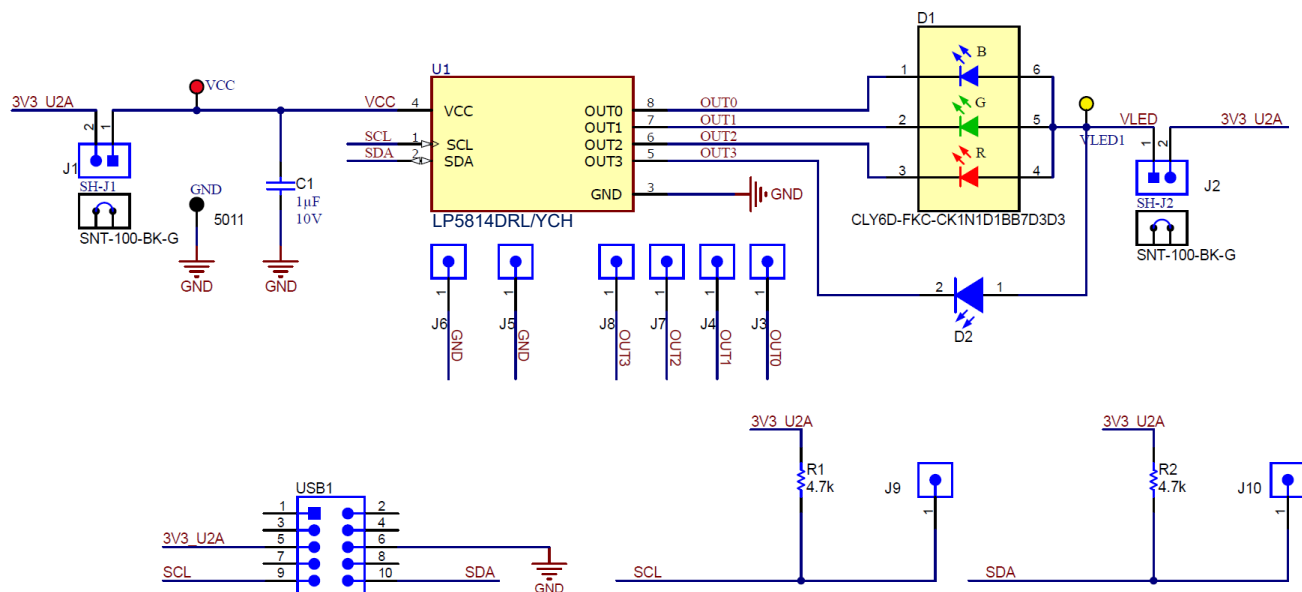 D1
B
1
6
U1
VCC
3V3_U2A
VCC
4
VCC
OUT0
8
OUT0
G
2
1
OUT1
7
OUT1
2
5
VLED
3V3_U2A
SCL
1
SCL
OUT2
6
OUT2
VLED1
1
2
SDA
2
SDA
OUT3
5
OUT3
R
3
4
J1
SH-J1
GND
C1
1µF
10V
GND
3
GND
J2
SH-J2
5011
SNT-100-BK-G
LP5814DRL/YCH
CLY6D-FKC-CK1N1D1BB7D3D3
SNT-100-BK-G
GND
GND
2
1
D2
1
1
1
1
1
1
J6
J5
J8
J7
J4
J3
GND
GND
OUT3
OUT2
OUT1
OUT0
3V3_U2A
3V3_U2A
R1
4.7k
J9
1
R2
4.7k
J10
1
USB1
1
2
3
4
3V3_U2A
5
6
7
8
GND
SCL
9
10
SDA
SCL
SDA